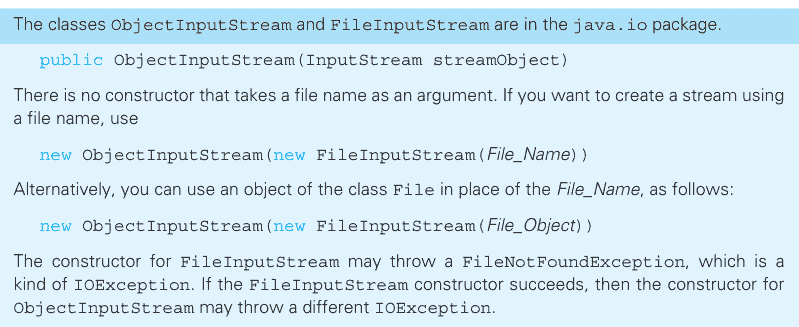 The classes ObjectInputStream and FileInputStream are in the java.io package.
public ObjectInputStream(InputStream streamObject)
There is no constructor that takes a file name as an argument. If you want to create a stream using
a file name, use
new ObjectInputStream(new FileInputStream(File_Name))
Alternatively, you can use an object of the class File in place of the File_Name, as follows:
new ObjectInputStream(new FileInputStream(File_Object))
The constructor for FileInputStream may throw a FileNotFoundException, which is a
kind of IOException. If the FileInputStream constructor succeeds, then the constructor for
ObjectInputStream may throw a different IOException.